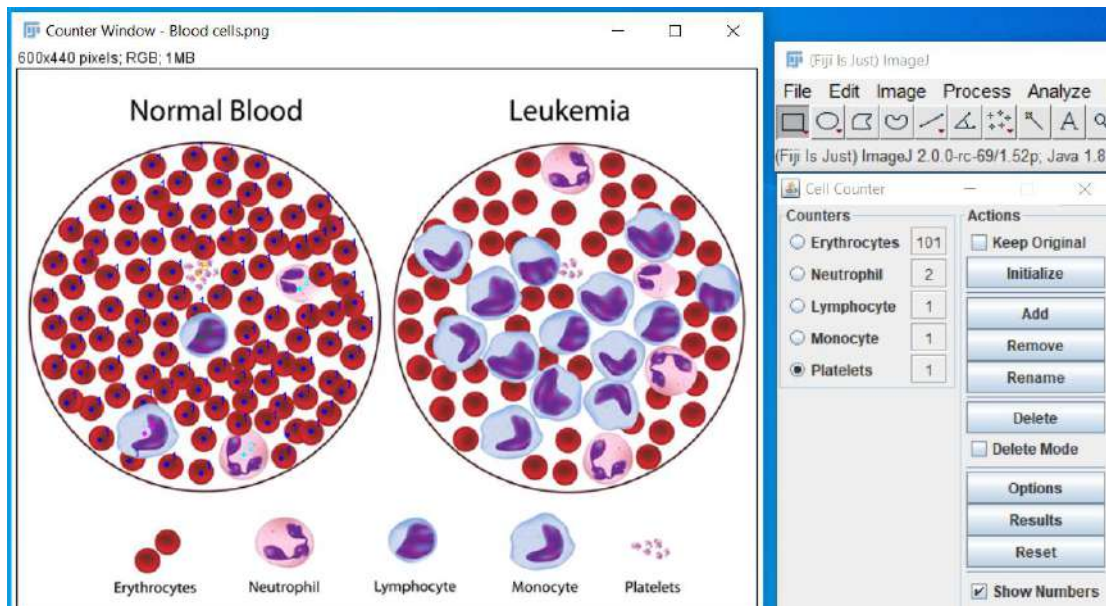 Counter Window - Blood cells.png
600x440 pixels; RGB; 1MB
Normal Blood
Leukemia
Erythrocytes
Neutrophil
Lymphocyte
Monocyte
Platelets
(Fiji Is Just) ImageJ
File Edit Image Process Analyze
(Fiji Is Just) ImageJ 2.0.0-rc-69/1.52p; Java 1.8
Cell Counter
Counters
Erythrocytes 101
Neutrophil 2
Lymphocyte 1
Monocyte 1
Platelets 1
Actions
Keep Original
Initialize
Add
Remove
Rename
Delete
Delete Mode
Options
Results
Reset
Show Numbers